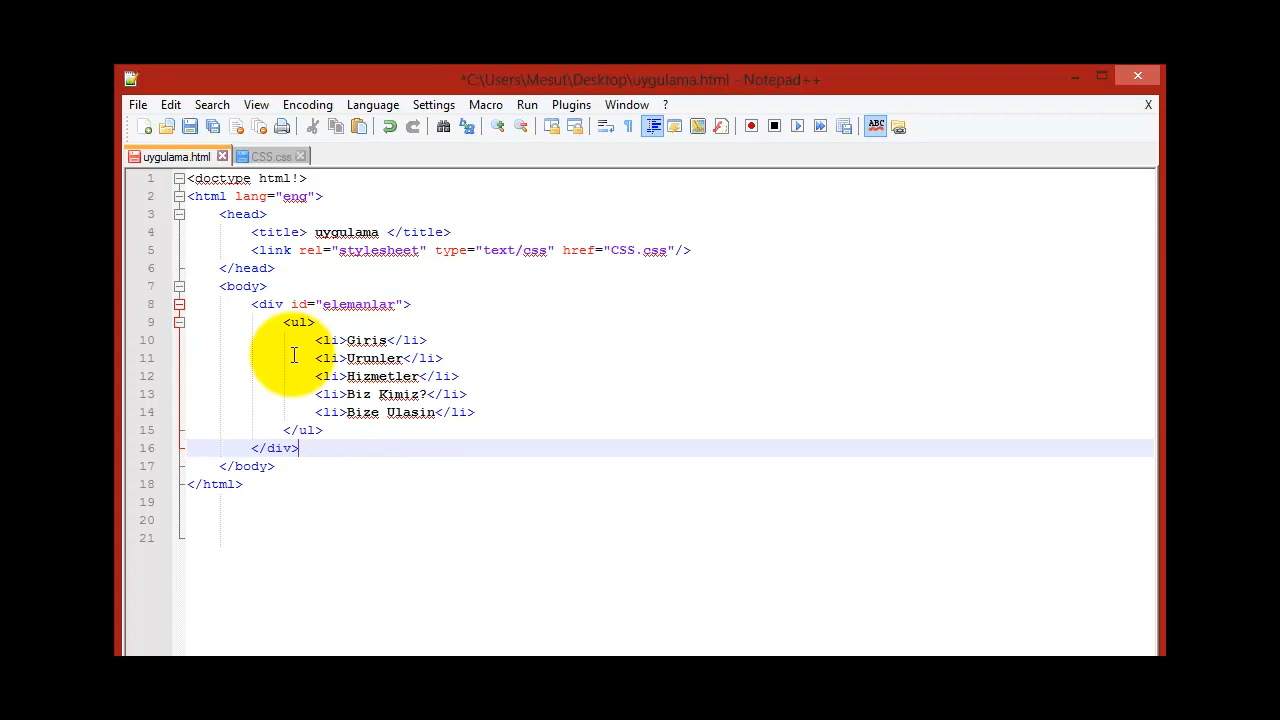 *C:\Users\Mesut\Desktop\uygulama.html - Notepad++
File Edit Search View Encoding Language Settings Macro Run Plugins Window ? X
ABC
uygulama.html CSS.css
1 <doctype html!>
2 <html lang="eng">
3 <head>
4 <title> uygulama </title>
5 <link rel="stylesheet" type="text/css" href="CSS.css"/>
6 </head>
7 <body>
8 <div id="elemanlar">
9 <ul>
10 <li>Giris</li>
11 <li>Urunler</li>
12 <li>Hizmetler</li>
13 <li>Biz Kimiz?</li>
14 <li>Bize Ulasin</li>
15 </ul>
16 </div>
17 </body>
18 </html>
19
20
21